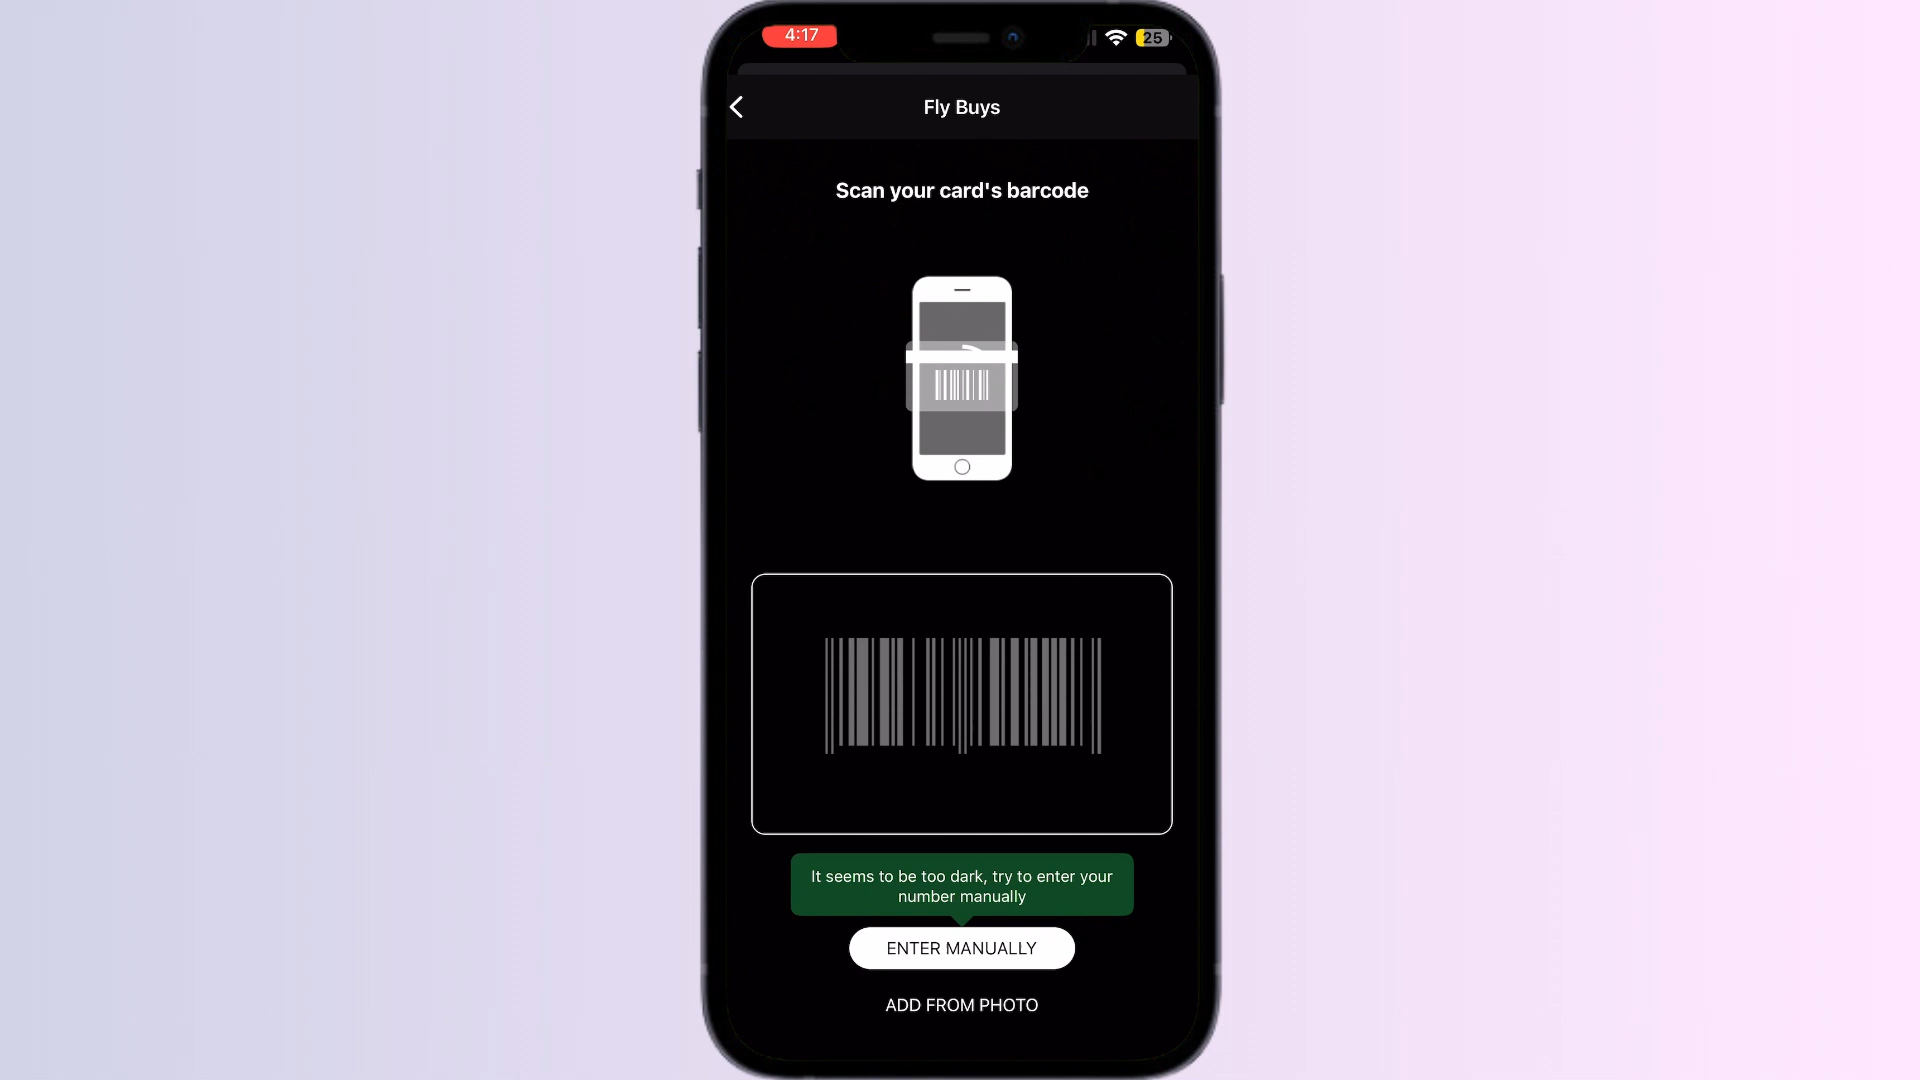 4:17
25
Fly Buys
Scan your card's barcode
It seems to be too dark, try to enter your
number manually
ENTER MANUALLY
ADD FROM PHOTO